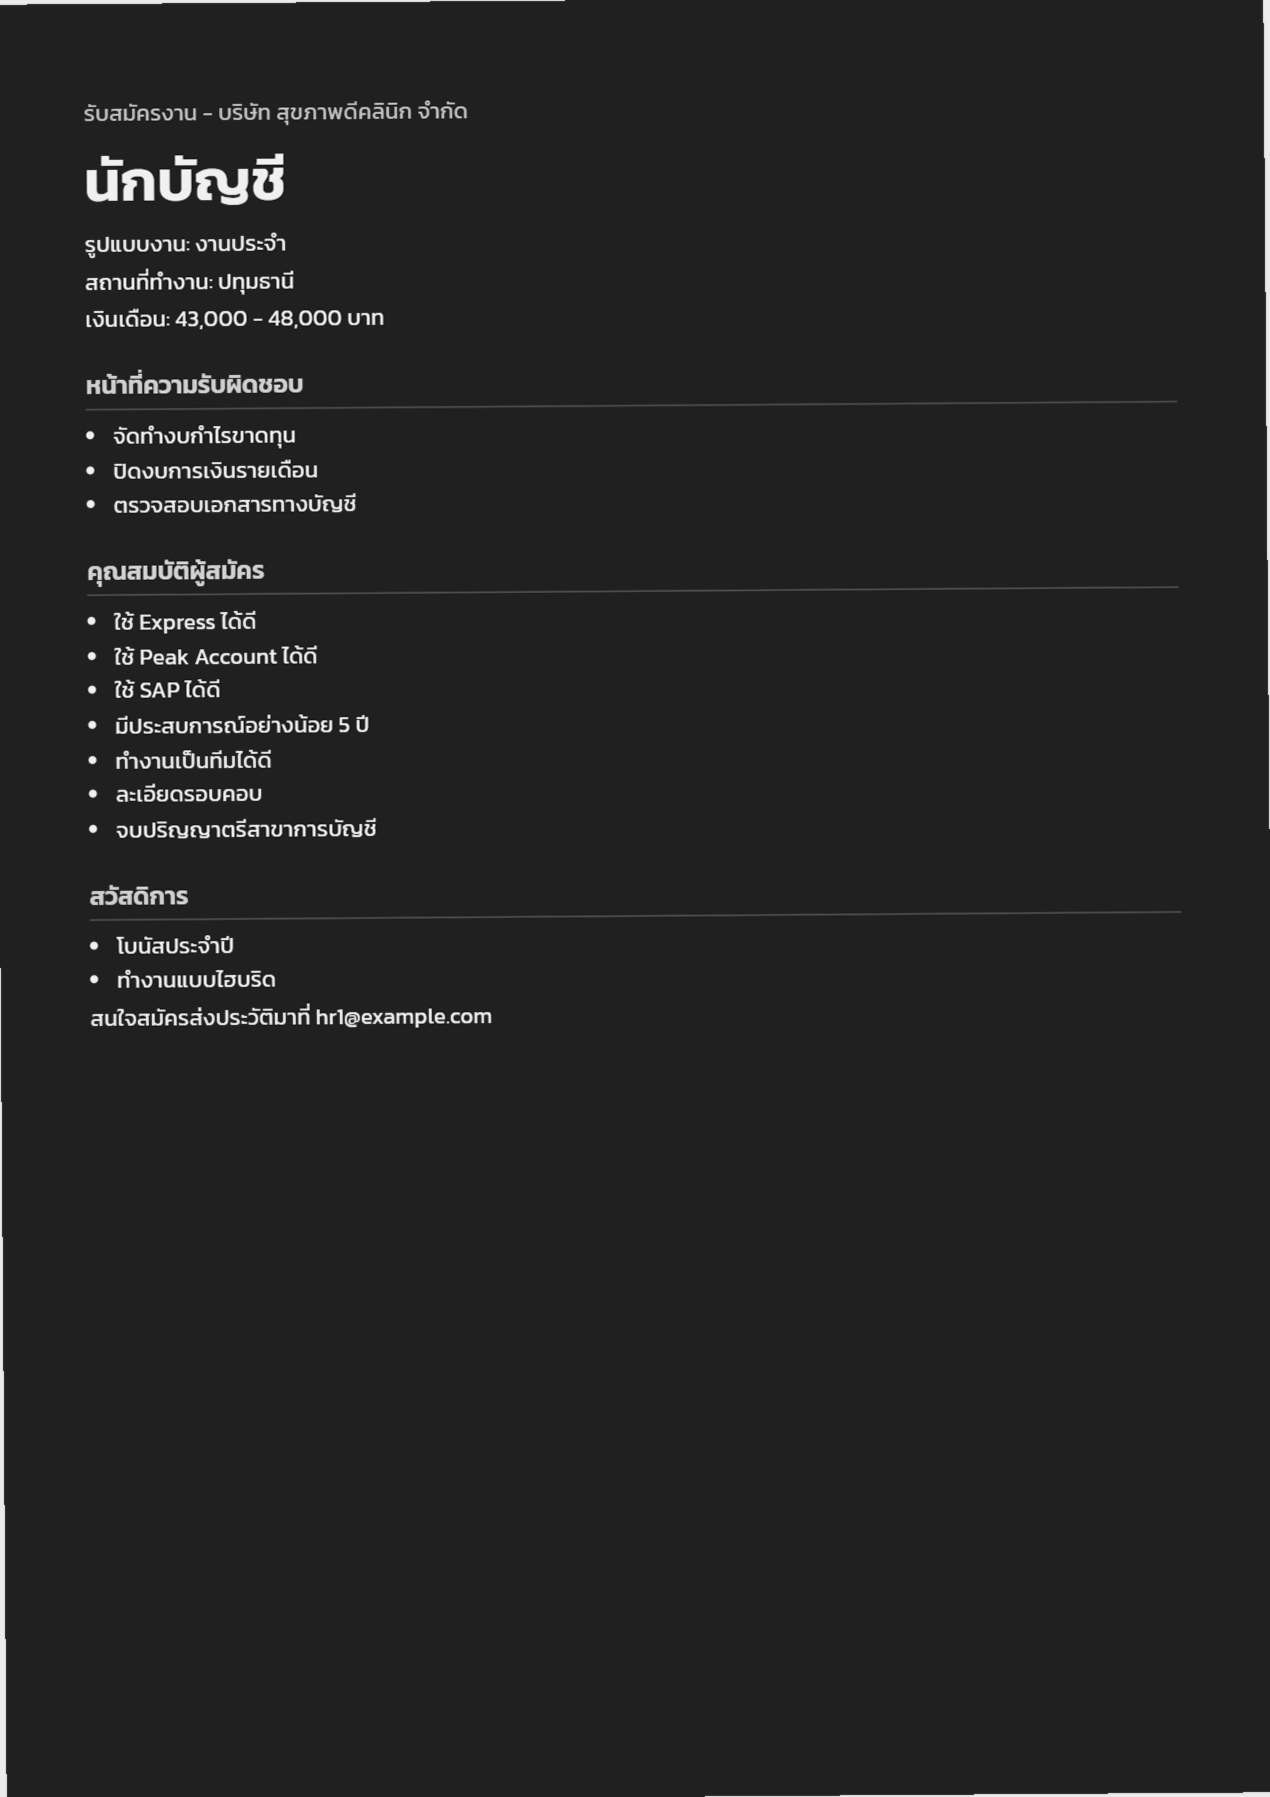 รับสมัครงาน - บริษัท สุขภาพดีคลินิก จำกัด
นักบัญชี
รูปแบบงาน: งานประจำ
สถานที่ทำงาน: ปทุมธานี
เงินเดือน: 43,000 - 48,000 บาท
หน้าที่ความรับผิดชอบ
• จัดทำงบกำไรขาดทุน
• ปิดงบการเงินรายเดือน
• ตรวจสอบเอกสารทางบัญชี
คุณสมบัติผู้สมัคร
• ใช้ Express ได้ดี
• ใช้ Peak Account ได้ดี
• ใช้ SAP ได้ดี
• มีประสบการณ์อย่างน้อย 5 ปี
• ทำงานเป็นทีมได้ดี
• ละเอียดรอบคอบ
• จบปริญญาตรีสาขาการบัญชี
สวัสดิการ
• โบนัสประจำปี
• ทำงานแบบไฮบริด
สนใจสมัครส่งประวัติมาที่ hr1@example.com